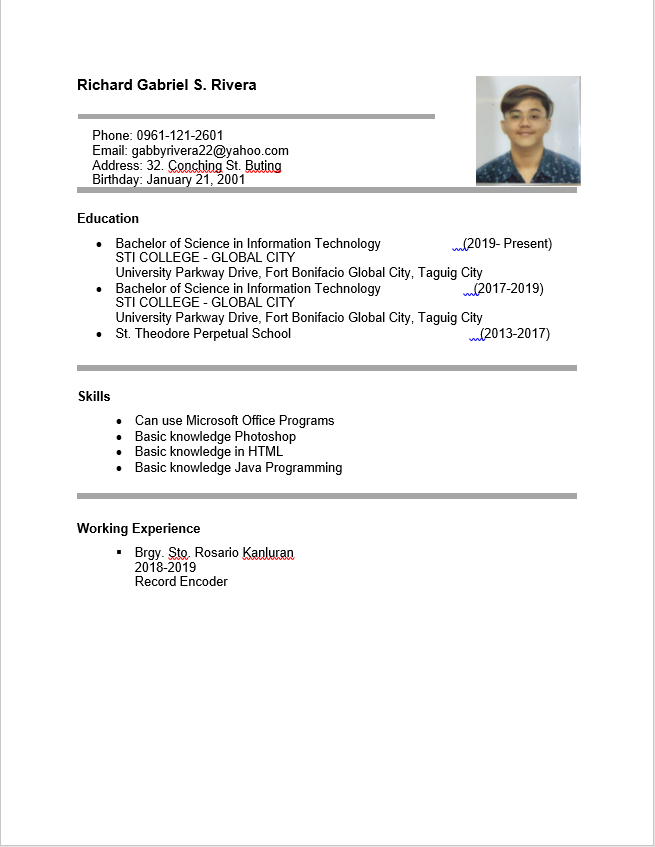 Richard Gabriel S. Rivera
Phone: 0961-121-2601
Email: gabbyrivera22@yahoo.com
Address: 32. Conching St. Buting
Birthday: January 21, 2001
Education
• Bachelor of Science in Information Technology (2019- Present)
STI COLLEGE - GLOBAL CITY
University Parkway Drive, Fort Bonifacio Global City, Taguig City
• Bachelor of Science in Information Technology (2017-2019)
STI COLLEGE - GLOBAL CITY
University Parkway Drive, Fort Bonifacio Global City, Taguig City
• St. Theodore Perpetual School (2013-2017)
Skills
• Can use Microsoft Office Programs
• Basic knowledge Photoshop
• Basic knowledge in HTML
• Basic knowledge Java Programming
Working Experience
▪ Brgy. Sto. Rosario Kanluran
2018-2019
Record Encoder